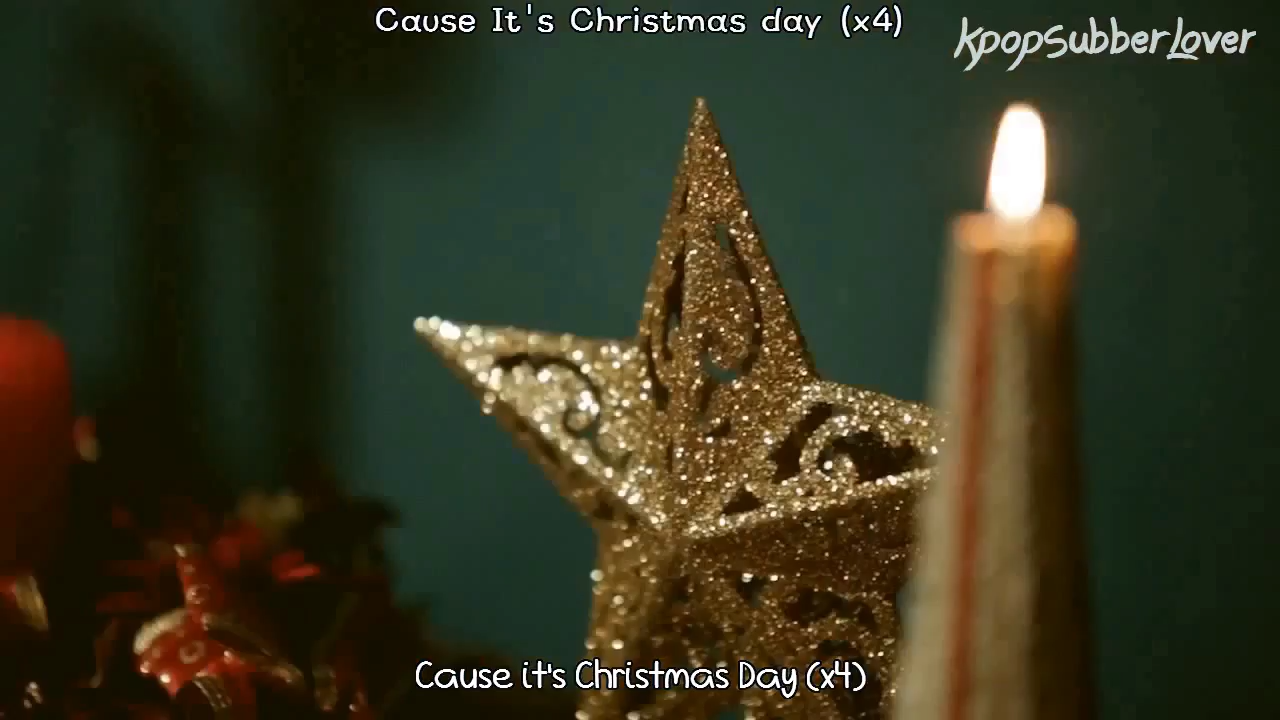 Cause It's Christmas day (x4)
kpopsubberlover
Cause it's Christmas Day (x4)